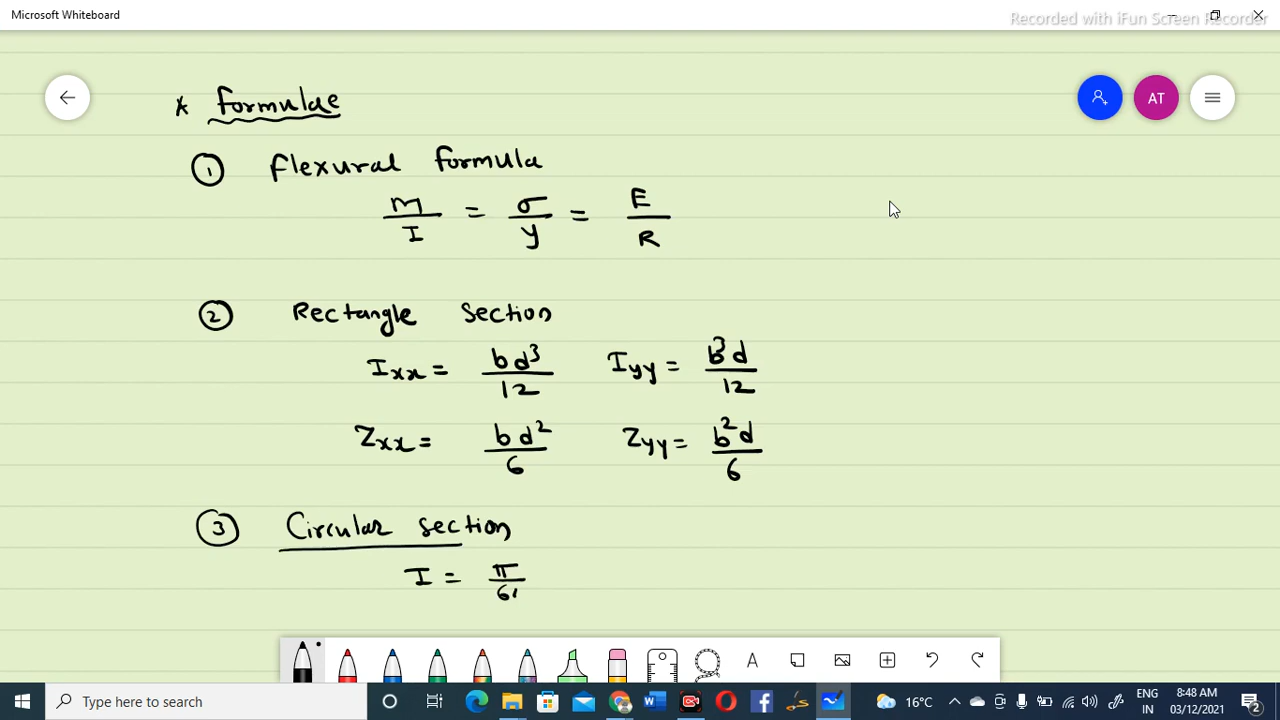 Microsoft Whiteboard
Recorded with iFun Screen Recorder
* Formulae
AT
① Flexural formula
M/I = σ/y = E/R
② Rectangle Section
Ixx = bd³/12 Iyy = b³d/12
Zxx = bd²/6 Zyy = b²d/6
③ Circular section
I = π/6
A
Type here to search
16°C
ENG
IN
8:48 AM
03/12/2021
2